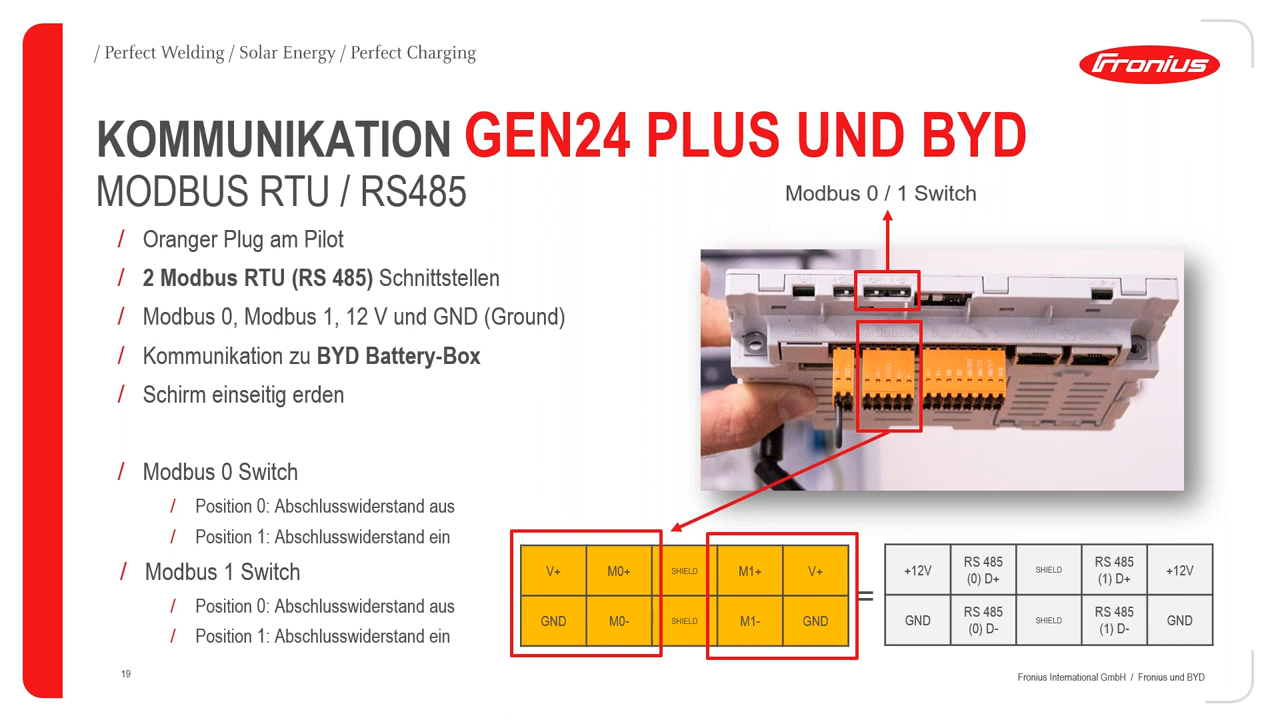 / Perfect Welding / Solar Energy / Perfect Charging
Fronius
KOMMUNIKATION GEN24 PLUS UND BYD
MODBUS RTU / RS485
Modbus 0 / 1 Switch
/ Oranger Plug am Pilot
/ 2 Modbus RTU (RS 485) Schnittstellen
/ Modbus 0, Modbus 1, 12 V und GND (Ground)
/ Kommunikation zu BYD Battery-Box
/ Schirm einseitig erden
/ Modbus 0 Switch
/ Position 0: Abschlusswiderstand aus
/ Position 1: Abschlusswiderstand ein
/ Modbus 1 Switch
/ Position 0: Abschlusswiderstand aus
/ Position 1: Abschlusswiderstand ein
V+ M0+ SHIELD M1+ V+
GND M0- SHIELD M1- GND
=
+12V RS 485 (0) D+ SHIELD RS 485 (1) D+ +12V
GND RS 485 (0) D- SHIELD RS 485 (1) D- GND
19
Fronius International GmbH / Fronius und BYD